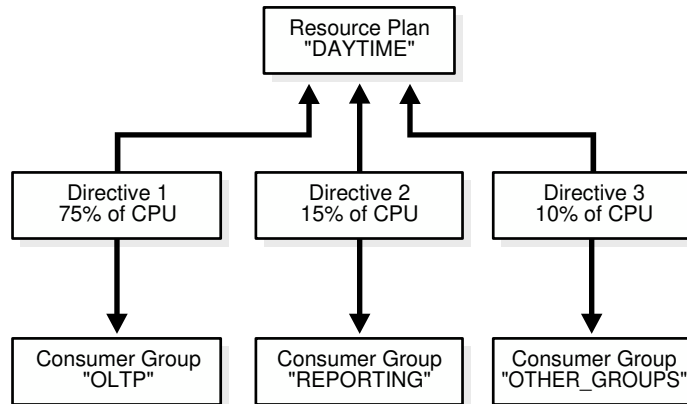 Resource Plan
"DAYTIME"
Directive 1
75% of CPU
Directive 2
15% of CPU
Directive 3
10% of CPU
Consumer Group
"OLTP"
Consumer Group
"REPORTING"
Consumer Group
"OTHER_GROUPS"